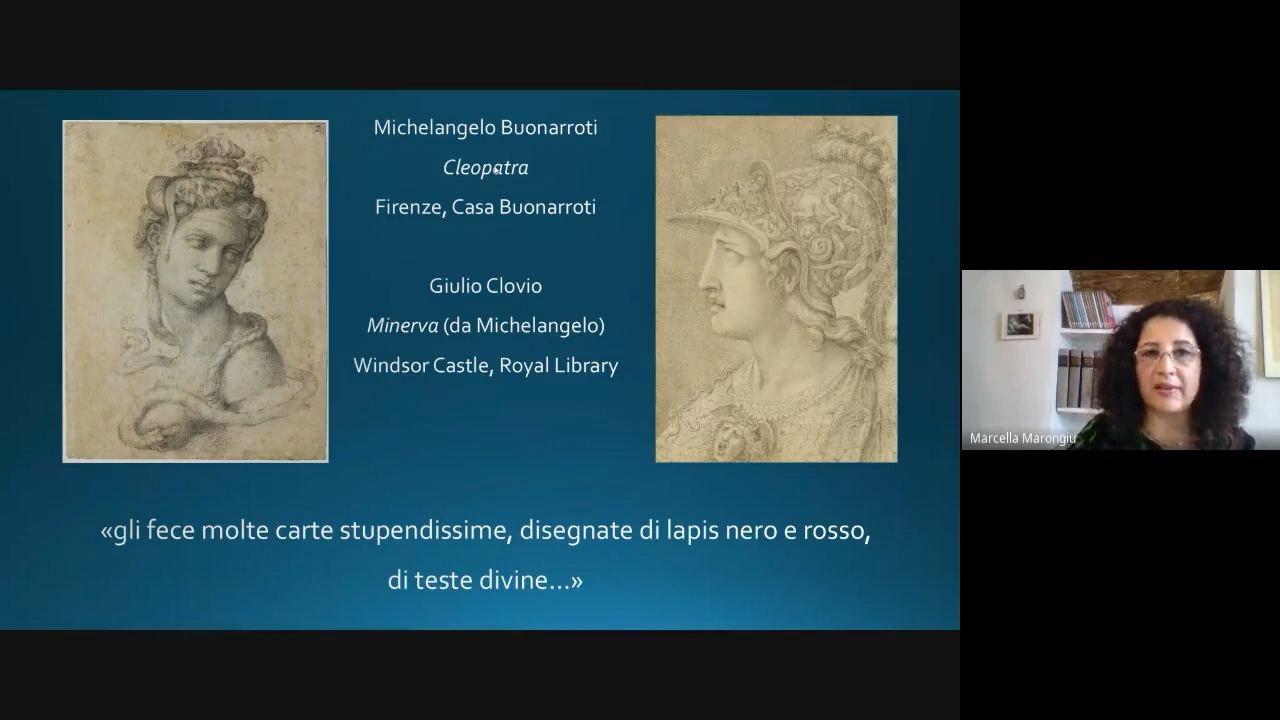 Michelangelo Buonarroti
Cleopatra
Firenze, Casa Buonarroti
Giulio Clovio
Minerva (da Michelangelo)
Windsor Castle, Royal Library
«gli fece molte carte stupendissime, disegnate di lapis nero e rosso,
di teste divine...»
Marcella Marongiu